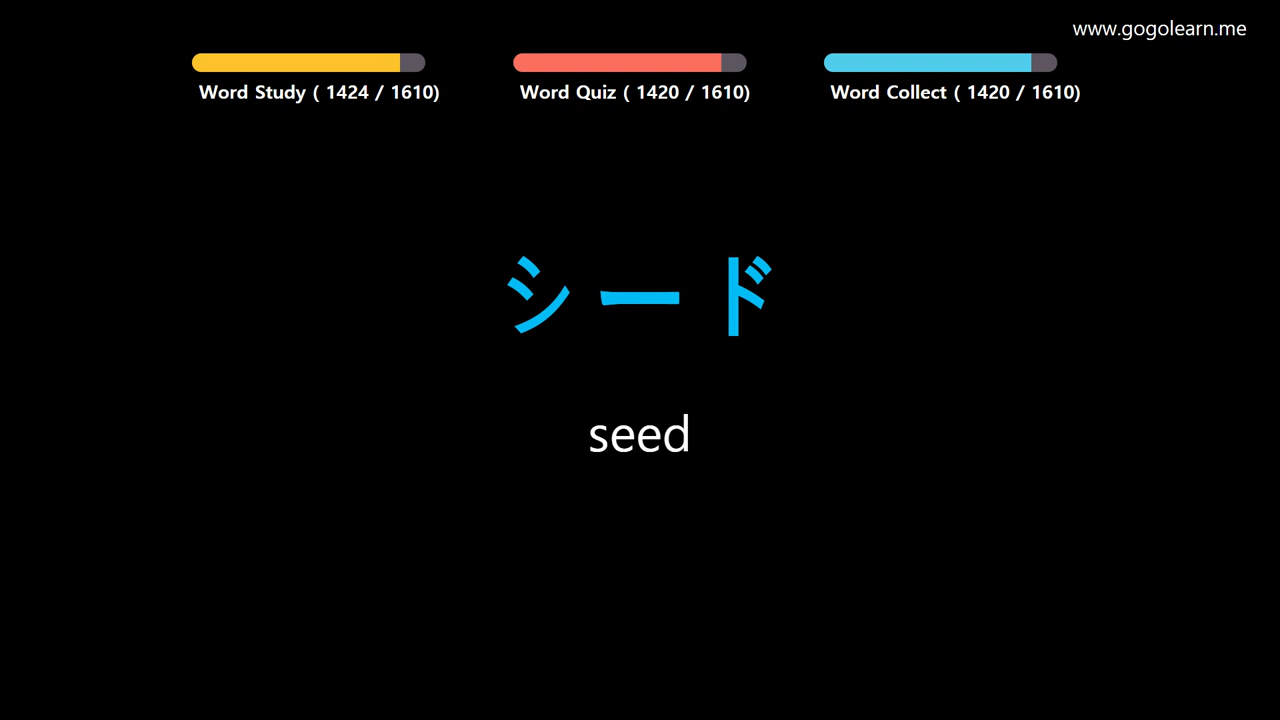 www.gogolearn.me
Word Study ( 1424 / 1610)
Word Quiz ( 1420 / 1610)
Word Collect ( 1420 / 1610)
シード
seed